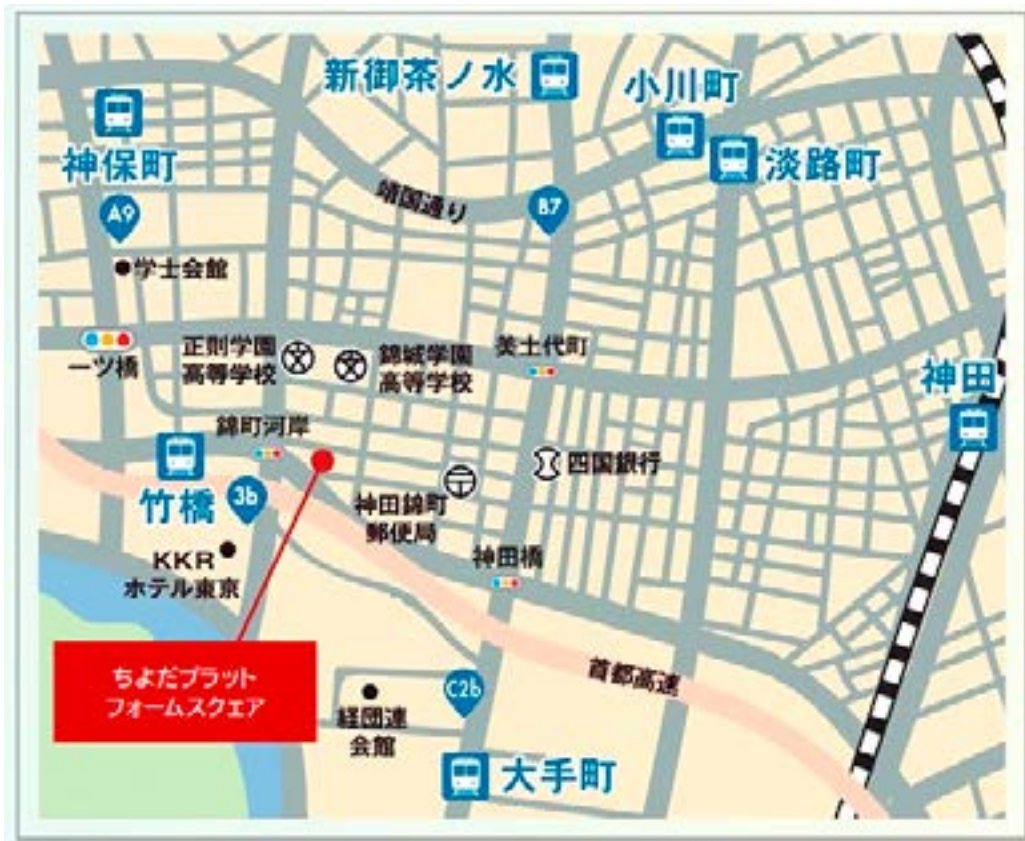 新御茶ノ水
小川町
淡路町
神保町
A9
靖国通り
B7
学士会館
一ツ橋
正則学園
高等学校
錦城学園
高等学校
美土代町
神田
錦町河岸
竹橋
3b
四国銀行
神田錦町
郵便局
神田橋
KKR
ホテル東京
ちよだプラット
フォームスクエア
首都高速
C2b
経団連
会館
大手町